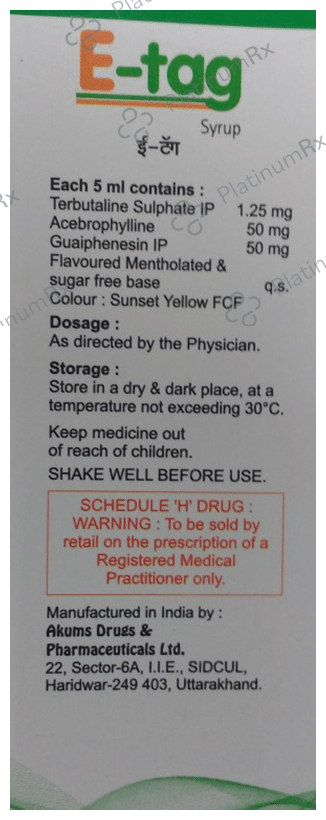 E-tag
Syrup
ई-टॅग
Each 5 ml contains :
Terbutaline Sulphate IP 1.25 mg
Acebrophylline 50 mg
Guaiphenesin IP 50 mg
Flavoured Mentholated &
sugar free base q.s.
Colour : Sunset Yellow FCF
Dosage :
As directed by the Physician.
Storage :
Store in a dry & dark place, at a
temperature not exceeding 30°C.
Keep medicine out
of reach of children.
SHAKE WELL BEFORE USE.
SCHEDULE 'H' DRUG :
WARNING : To be sold by
retail on the prescription of a
Registered Medical
Practitioner only.
Manufactured in India by :
Akums Drugs &
Pharmaceuticals Ltd.
22, Sector-6A, I.I.E., SIDCUL,
Haridwar-249 403, Uttarakhand.
PlatinumRx